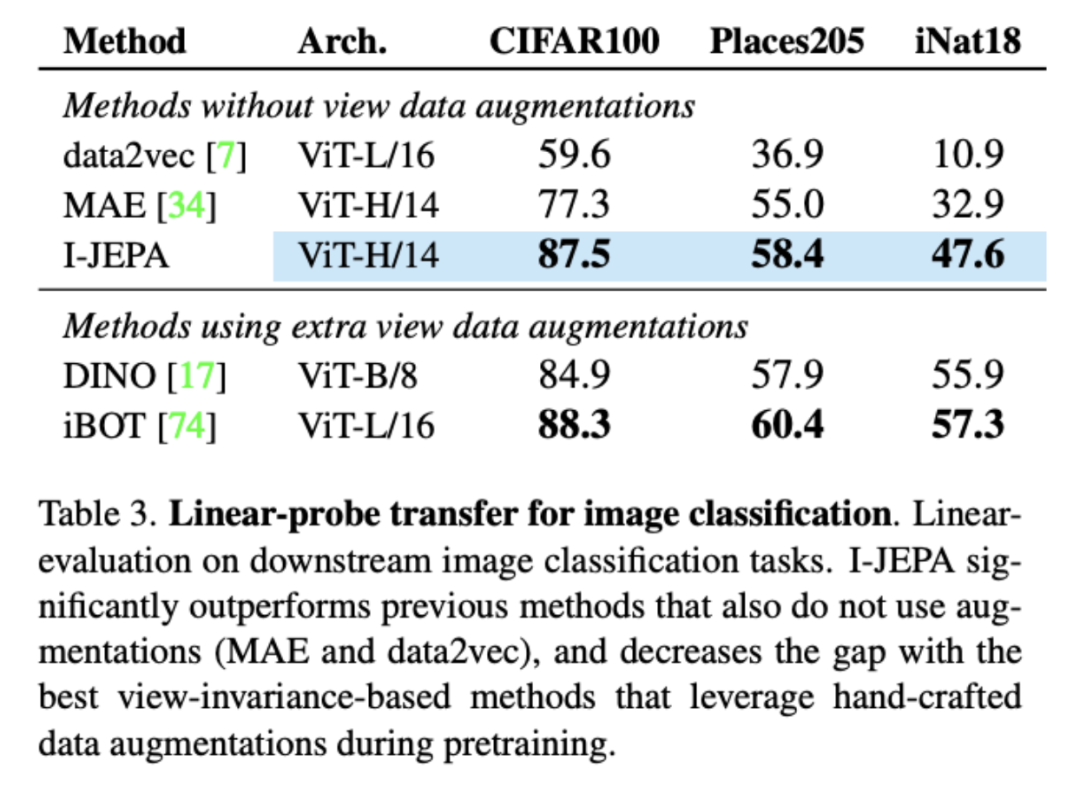 Method Arch. CIFAR100 Places205 iNat18
Methods without view data augmentations
data2vec [7] ViT-L/16 59.6 36.9 10.9
MAE [34] ViT-H/14 77.3 55.0 32.9
I-JEPA ViT-H/14 87.5 58.4 47.6
Methods using extra view data augmentations
DINO [17] ViT-B/8 84.9 57.9 55.9
iBOT [74] ViT-L/16 88.3 60.4 57.3
Table 3. Linear-probe transfer for image classification. Linear-
evaluation on downstream image classification tasks. I-JEPA sig-
nificantly outperforms previous methods that also do not use aug-
mentations (MAE and data2vec), and decreases the gap with the
best view-invariance-based methods that leverage hand-crafted
data augmentations during pretraining.